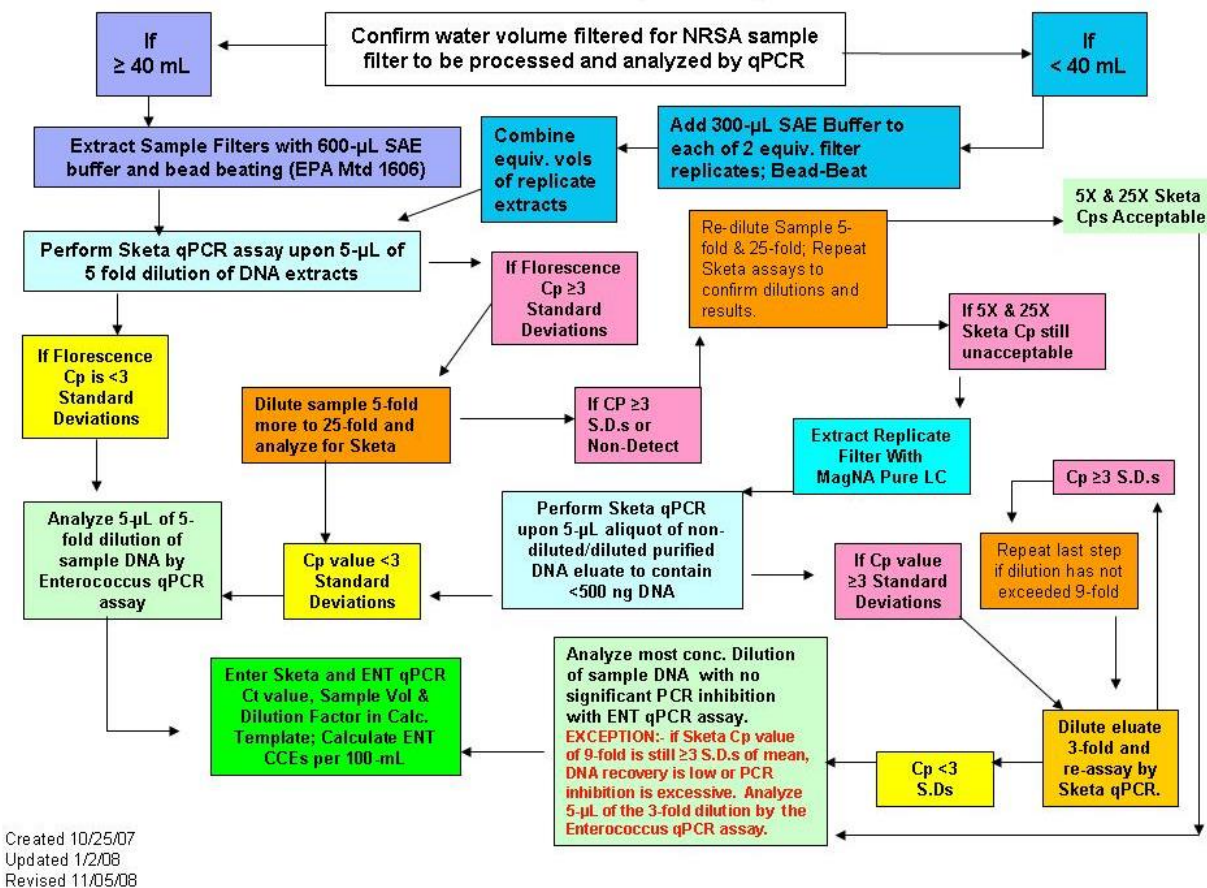 If
≥ 40 mL
Confirm water volume filtered for NRSA sample
filter to be processed and analyzed by qPCR
If
< 40 mL
Extract Sample Filters with 600-µL SAE
buffer and bead beating (EPA Mtd 1606)
Combine
equiv. vols
of replicate
extracts
Add 300-µL SAE Buffer to
each of 2 equiv. filter
replicates; Bead-Beat
5X & 25X Sketa
Cps Acceptable
Perform Sketa qPCR assay upon 5-µL of
5 fold dilution of DNA extracts
If Florescence
Cp ≥3
Standard
Deviations
Re-dilute Sample 5-
fold & 25-fold; Repeat
Sketa assays to
confirm dilutions and
results.
If 5X & 25X
Sketa Cp still
unacceptable
If Florescence
Cp is <3
Standard
Deviations
Dilute sample 5-fold
more to 25-fold and
analyze for Sketa
If CP ≥3
S.D.s or
Non-Detect
Extract Replicate
Filter With
MagNA Pure LC
Cp ≥3 S.D.s
Analyze 5-µL of 5-
fold dilution of
sample DNA by
Enterococcus qPCR
assay
Cp value <3
Standard
Deviations
Perform Sketa qPCR
upon 5-µL aliquot of non-
diluted/diluted purified
DNA eluate to contain
<500 ng DNA
If Cp value
≥3 Standard
Deviations
Repeat last step
if dilution has not
exceeded 9-fold
Enter Sketa and ENT qPCR
Ct value, Sample Vol &
Dilution Factor in Calc.
Template; Calculate ENT
CCEs per 100-mL
Analyze most conc. Dilution
of sample DNA with no
significant PCR inhibition
with ENT qPCR assay.
EXCEPTION:- if Sketa Cp value
of 9-fold is still ≥3 S.D.s of mean,
DNA recovery is low or PCR
inhibition is excessive. Analyze
5-µL of the 3-fold dilution by the
Enterococcus qPCR assay.
Cp <3
S.Ds
Dilute eluate
3-fold and
re-assay by
Sketa qPCR.
Created 10/25/07
Updated 1/2/08
Revised 11/05/08